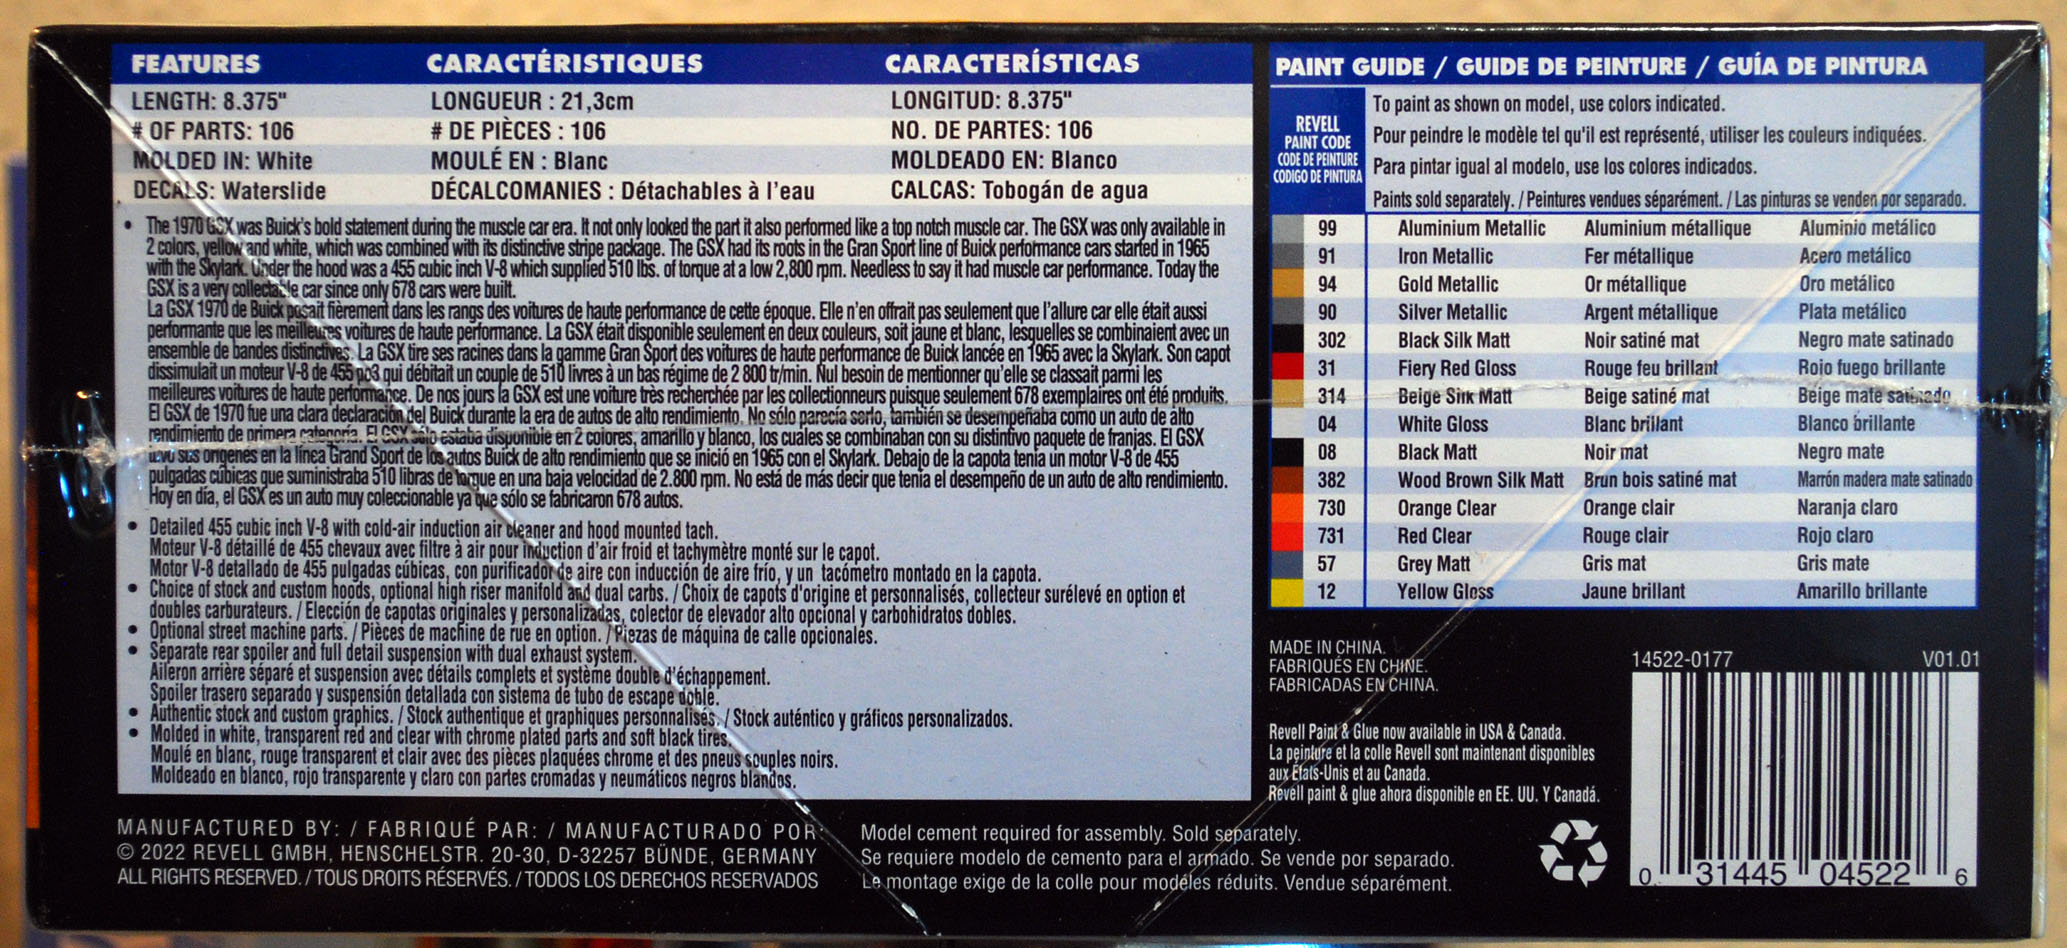 FEATURES CARACTÉRISTIQUES CARACTERÍSTICAS
LENGTH: 8.375" LONGUEUR : 21,3cm LONGITUD: 8.375"
# OF PARTS: 106 # DE PIÈCES : 106 NO. DE PARTES: 106
MOLDED IN: White MOULÉ EN : Blanc MOLDEADO EN: Blanco
DECALS: Waterslide DÉCALCOMANIES : Détachables à l'eau CALCAS: Tobogán de agua
• The 1970 GSX was Buick's bold statement during the muscle car era. It not only looked the part it also performed like a top notch muscle car. The GSX was only available in
2 colors, yellow and white, which was combined with its distinctive stripe package. The GSX had its roots in the Gran Sport line of Buick performance cars started in 1965
with the Skylark. Under the hood was a 455 cubic inch V-8 which supplied 510 lbs. of torque at a low 2,800 rpm. Needless to say it had muscle car performance. Today the
GSX is a very collectable car since only 678 cars were built.
La GSX 1970 de Buick posait fièrement dans les rangs des voitures de haute performance de cette époque. Elle n'en offrait pas seulement que l'allure car elle était aussi
performante que les meilleures voitures de haute performance. La GSX était disponible seulement en deux couleurs, soit jaune et blanc, lesquelles se combinaient avec un
ensemble de bandes distinctives. La GSX tire ses racines dans la gamme Gran Sport des voitures de haute performance de Buick lancée en 1965 avec la Skylark. Son capot
dissimulait un moteur V-8 de 455 po3 qui débitait un couple de 510 livres à un bas régime de 2 800 tr/min. Nul besoin de mentionner qu'elle se classait parmi les
meilleures voitures de haute performance. De nos jours la GSX est une voiture très recherchée par les collectionneurs puisque seulement 678 exemplaires ont été produits.
El GSX de 1970 fue una clara declaración del Buick durante la era de autos de alto rendimiento. No sólo parecía serlo, también se desempeñaba como un auto de alto
rendimiento de primera categoría. El GSX sólo estaba disponible en 2 colores, amarillo y blanco, los cuales se combinaban con su distintivo paquete de franjas. El GSX
tuvo sus orígenes en la línea Grand Sport de los autos Buick de alto rendimiento que se inició en 1965 con el Skylark. Debajo de la capota tenía un motor V-8 de 455
pulgadas cúbicas que suministraba 510 libras de torque en una baja velocidad de 2.800 rpm. No está de más decir que tenía el desempeño de un auto de alto rendimiento.
Hoy en día, el GSX es un auto muy coleccionable ya que sólo se fabricaron 678 autos.
• Detailed 455 cubic inch V-8 with cold-air induction air cleaner and hood mounted tach.
Moteur V-8 détaillé de 455 chevaux avec filtre à air pour induction d'air froid et tachymètre monté sur le capot.
Motor V-8 detallado de 455 pulgadas cúbicas, con purificador de aire con inducción de aire frío, y un tacómetro montado en la capota.
• Choice of stock and custom hoods, optional high riser manifold and dual carbs. / Choix de capots d'origine et personnalisés, collecteur surélevé en option et
doubles carburateurs. / Elección de capotas originales y personalizadas, colector de elevador alto opcional y carbohidratos dobles.
• Optional street machine parts. / Pièces de machine de rue en option. / Piezas de máquina de calle opcionales.
• Separate rear spoiler and full detail suspension with dual exhaust system.
Aileron arrière séparé et suspension avec détails complets et système double d'échappement.
Spoiler trasero separado y suspensión detallada con sistema de tubo de escape doble.
• Authentic stock and custom graphics. / Stock authentique et graphiques personnalisés. / Stock auténtico y gráficos personalizados.
• Molded in white, transparent red and clear with chrome plated parts and soft black tires.
Moulé en blanc, rouge transparent et clair avec des pièces plaquées chrome et des pneus souples noirs.
Moldeado en blanco, rojo transparente y claro con partes cromadas y neumáticos negros blandos.
PAINT GUIDE / GUIDE DE PEINTURE / GUÍA DE PINTURA
REVELL
PAINT CODE
CODE DE PEINTURE
CODIGO DE PINTURA
To paint as shown on model, use colors indicated.
Pour peindre le modèle tel qu'il est représenté, utiliser les couleurs indiquées.
Para pintar igual al modelo, use los colores indicados.
Paints sold separately. / Peintures vendues séparément. / Las pinturas se venden por separado.
99 Aluminium Metallic Aluminium métallique Aluminio metálico
91 Iron Metallic Fer métallique Acero metálico
94 Gold Metallic Or métallique Oro metálico
90 Silver Metallic Argent métallique Plata metálico
302 Black Silk Matt Noir satiné mat Negro mate satinado
31 Fiery Red Gloss Rouge feu brillant Rojo fuego brillante
314 Beige Silk Matt Beige satiné mat Beige mate satinado
04 White Gloss Blanc brillant Blanco brillante
08 Black Matt Noir mat Negro mate
382 Wood Brown Silk Matt Brun bois satiné mat Marrón madera mate satinado
730 Orange Clear Orange clair Naranja claro
731 Red Clear Rouge clair Rojo claro
57 Grey Matt Gris mat Gris mate
12 Yellow Gloss Jaune brillant Amarillo brillante
MADE IN CHINA.
FABRIQUÉS EN CHINE.
FABRICADAS EN CHINA.
14522-0177 V01.01
Revell Paint & Glue now available in USA & Canada.
La peinture et la colle Revell sont maintenant disponibles
aux États-Unis et au Canada.
Revell paint & glue ahora disponible en EE. UU. Y Canadá.
0 31445 04522 6
MANUFACTURED BY: / FABRIQUÉ PAR: / MANUFACTURADO POR:
© 2022 REVELL GMBH, HENSCHELSTR. 20-30, D-32257 BÜNDE, GERMANY
ALL RIGHTS RESERVED. / TOUS DROITS RÉSERVÉS. / TODOS LOS DERECHOS RESERVADOS
Model cement required for assembly. Sold separately.
Se requiere modelo de cemento para el armado. Se vende por separado.
Le montage exige de la colle pour modéles réduits. Vendue séparément.